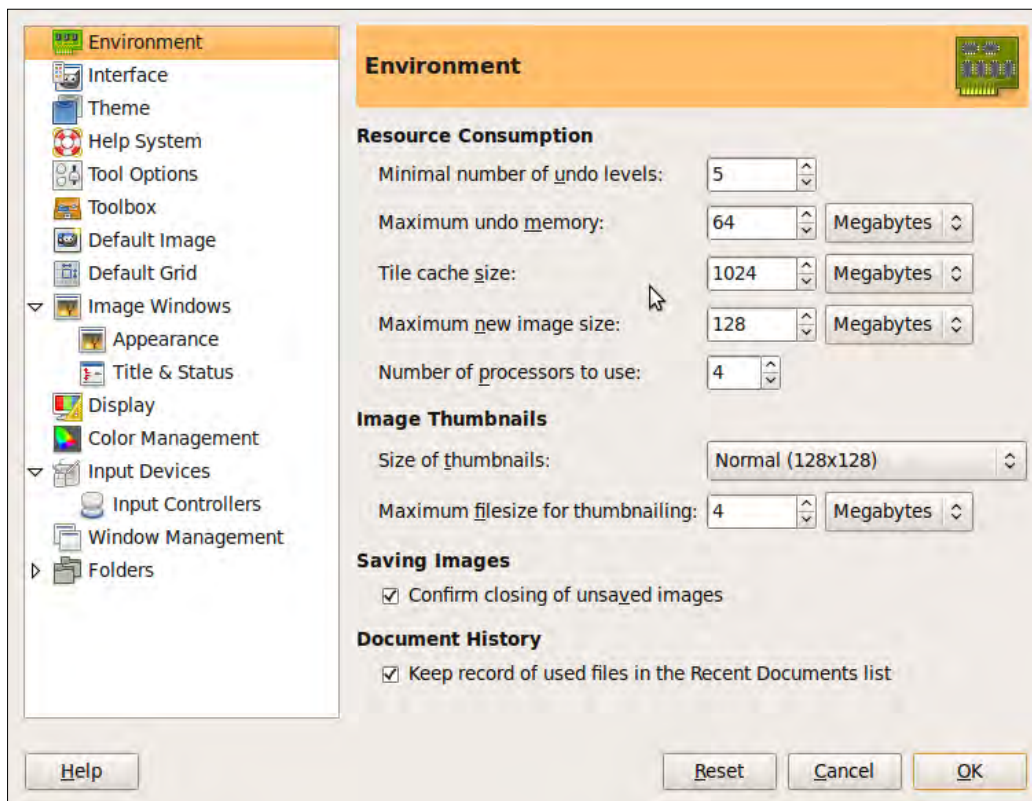 Environment
Interface
Theme
Help System
Tool Options
Toolbox
Default Image
Default Grid
Image Windows
Appearance
Title & Status
Display
Color Management
Input Devices
Input Controllers
Window Management
Folders
Environment
Resource Consumption
Minimal number of undo levels: 5
Maximum undo memory: 64 Megabytes
Tile cache size: 1024 Megabytes
Maximum new image size: 128 Megabytes
Number of processors to use: 4
Image Thumbnails
Size of thumbnails: Normal (128x128)
Maximum filesize for thumbnailing: 4 Megabytes
Saving Images
Confirm closing of unsaved images
Document History
Keep record of used files in the Recent Documents list
Help Reset Cancel OK